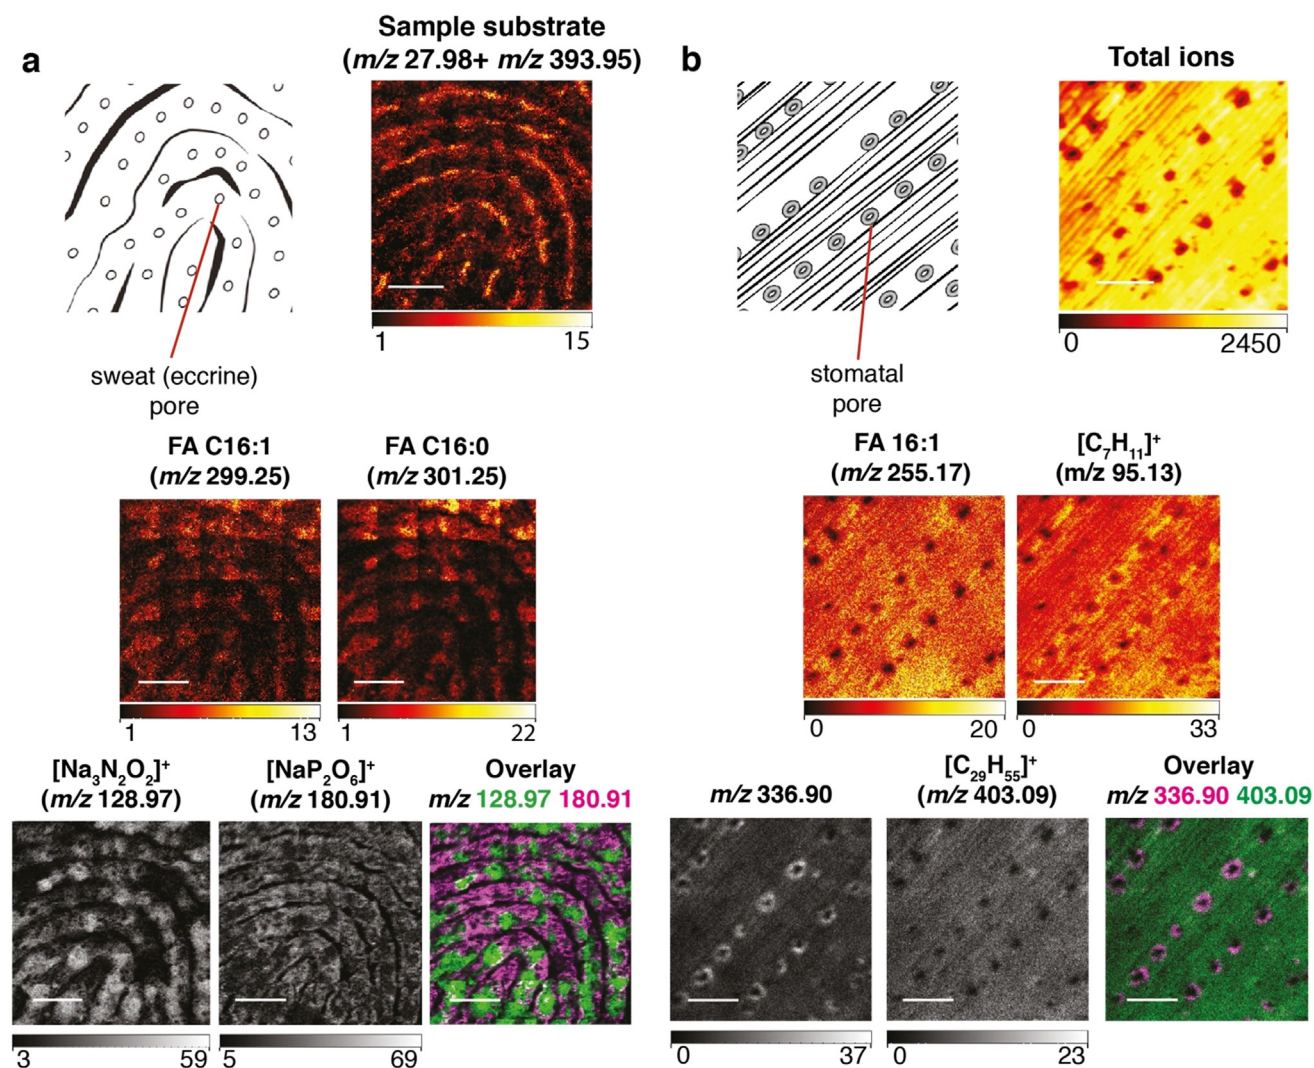 a
Sample substrate
(m/z 27.98+ m/z 393.95)
1 15
sweat (eccrine)
pore
FA C16:1
(m/z 299.25)
FA C16:0
(m/z 301.25)
1 13
1 22
[Na₃N₂O₂]⁺
(m/z 128.97)
[NaP₂O₆]⁺
(m/z 180.91)
Overlay
m/z 128.97 180.91
3 59
5 69
b
Total ions
0 2450
stomatal
pore
FA 16:1
(m/z 255.17)
[C₇H₁₁]⁺
(m/z 95.13)
0 20
0 33
m/z 336.90
[C₂₉H₅₅]⁺
(m/z 403.09)
Overlay
m/z 336.90 403.09
0 37
0 23